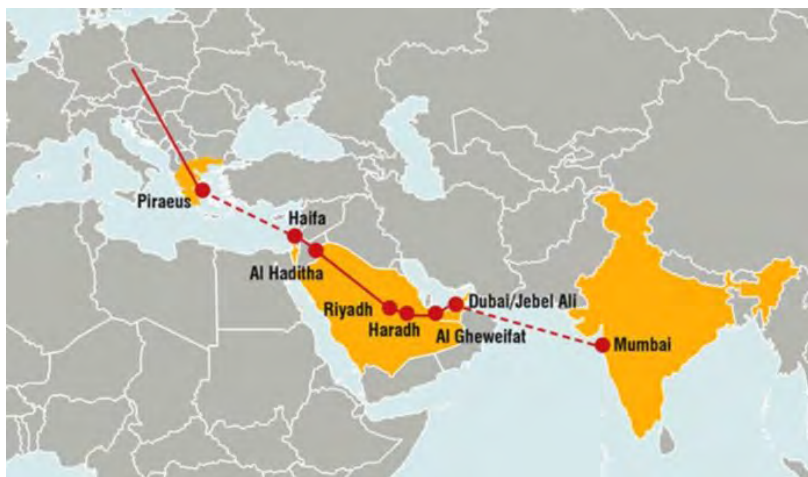 Piraeus
Haifa
Al Haditha
Riyadh
Haradh
Al Gheweifat
Dubai/Jebel Ali
Mumbai